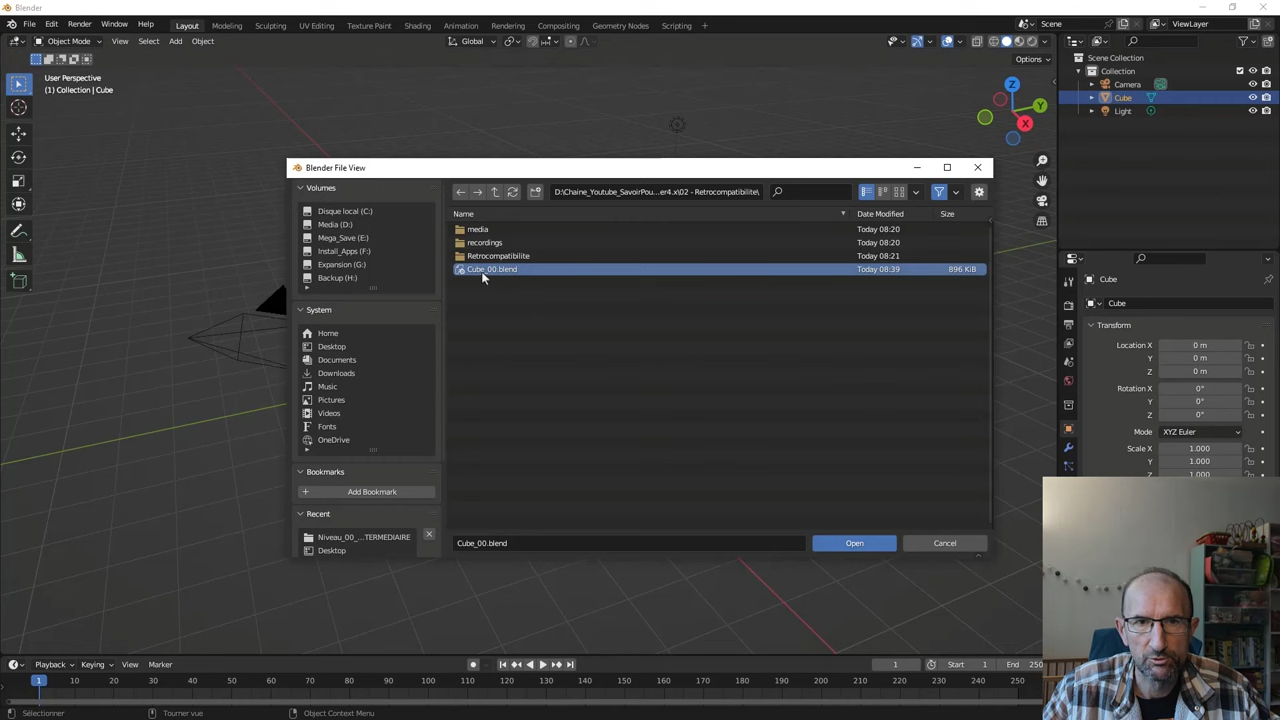 Blender
File Edit Render Window Help Layout Modeling Sculpting UV Editing Texture Paint Shading Animation Rendering Compositing Geometry Nodes Scripting + Scene ViewLayer
Object Mode View Select Add Object Global
Options
User Perspective
(1) Collection | Cube
Z
Y
X
Scene Collection
Collection
Camera
Cube
Light
Blender File View
Volumes
Disque local (C:)
Media (D:)
Mega_Save (E:)
Install_Apps (F:)
Expansion (G:)
Backup (H:)
System
Home
Desktop
Documents
Downloads
Music
Pictures
Videos
Fonts
OneDrive
Bookmarks
+ Add Bookmark
Recent
Niveau_00_...TERMEDIAIRE
Desktop
D:\Chaine_Youtube_SavoirPou...er4.x\02 - Retrocompatibilite\
Name Date Modified Size
media Today 08:20
recordings Today 08:20
Retrocompatibilite Today 08:21
Cube_00.blend Today 08:39 896 KiB
Cube_00.blend Open Cancel
Cube
Cube
Transform
Location X 0 m
Y 0 m
Z 0 m
Rotation X 0°
Y 0°
Z 0°
Mode XYZ Euler
Scale X 1.000
Y 1.000
Z 1.000
Playback Keying View Marker 1 Start 1 End 250
1 10 20 30 40 50 60 70 80 90 100 110 120 130 140 150 160 170 180 190 200 210 220 230 240 250
Sélectionner Tourner vue Object Context Menu